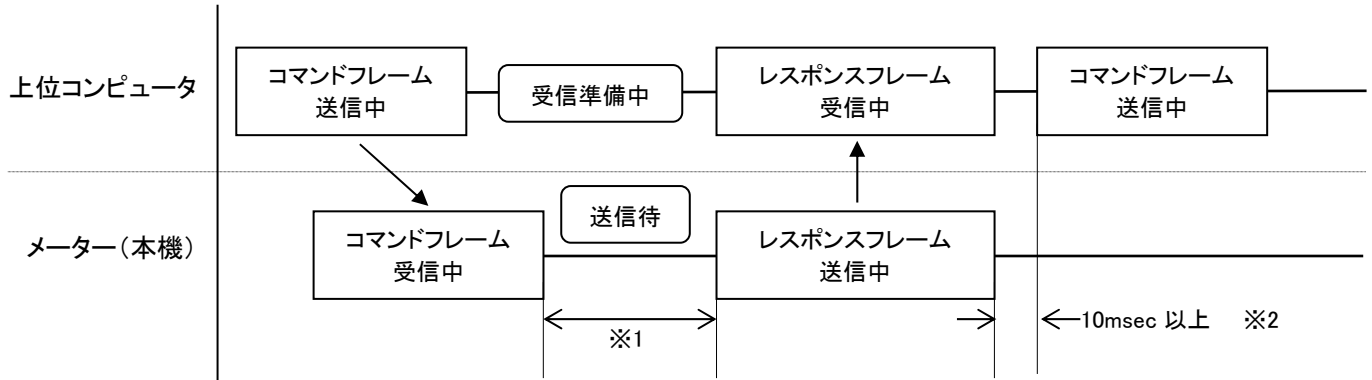 上位コンピュータ
コマンドフレーム
送信中
受信準備中
レスポンスフレーム
受信中
コマンドフレーム
送信中
メーター(本機)
コマンドフレーム
受信中
送信待
レスポンスフレーム
送信中
※1
10msec 以上 ※2